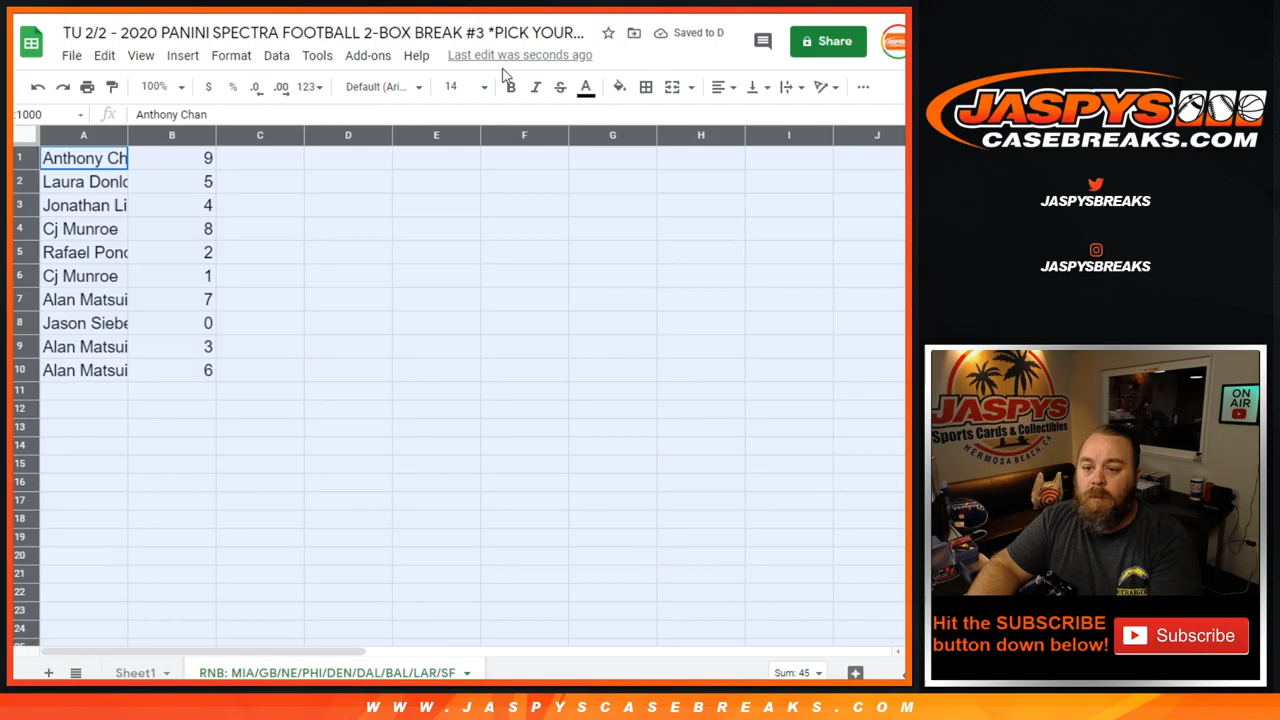 TU 2/2 - 2020 PANINI SPECTRA FOOTBALL 2-BOX BREAK #3 *PICK YOUR...
Saved to D
Share
File Edit View Insert Format Data Tools Add-ons Help Last edit was seconds ago
100% $ % .0 .00 123 Default (Ari... 14 B I S A
:1000 fx Anthony Chan
A B C D E F G H I J
1 Anthony Ch 9
2 Laura Donlo 5
3 Jonathan Li 4
4 Cj Munroe 8
5 Rafael Pono 2
6 Cj Munroe 1
7 Alan Matsui 7
8 Jason Siebe 0
9 Alan Matsui 3
10 Alan Matsui 6
11
12
13
14
15
16
17
18
19
20
21
22
23
24
Sheet1 RNB: MIA/GB/NE/PHI/DEN/DAL/BAL/LAR/SF Sum: 45
JASPYS
CASEBREAKS.COM
JASPYSBREAKS
JASPYSBREAKS
JASPYS
Sports Cards & Collectibles
HERMOSA BEACH, CA
ON
AIR
CHARGERS
Hit the SUBSCRIBE
button down below!
Subscribe
WWW.JASPYSCASEBREAKS.COM